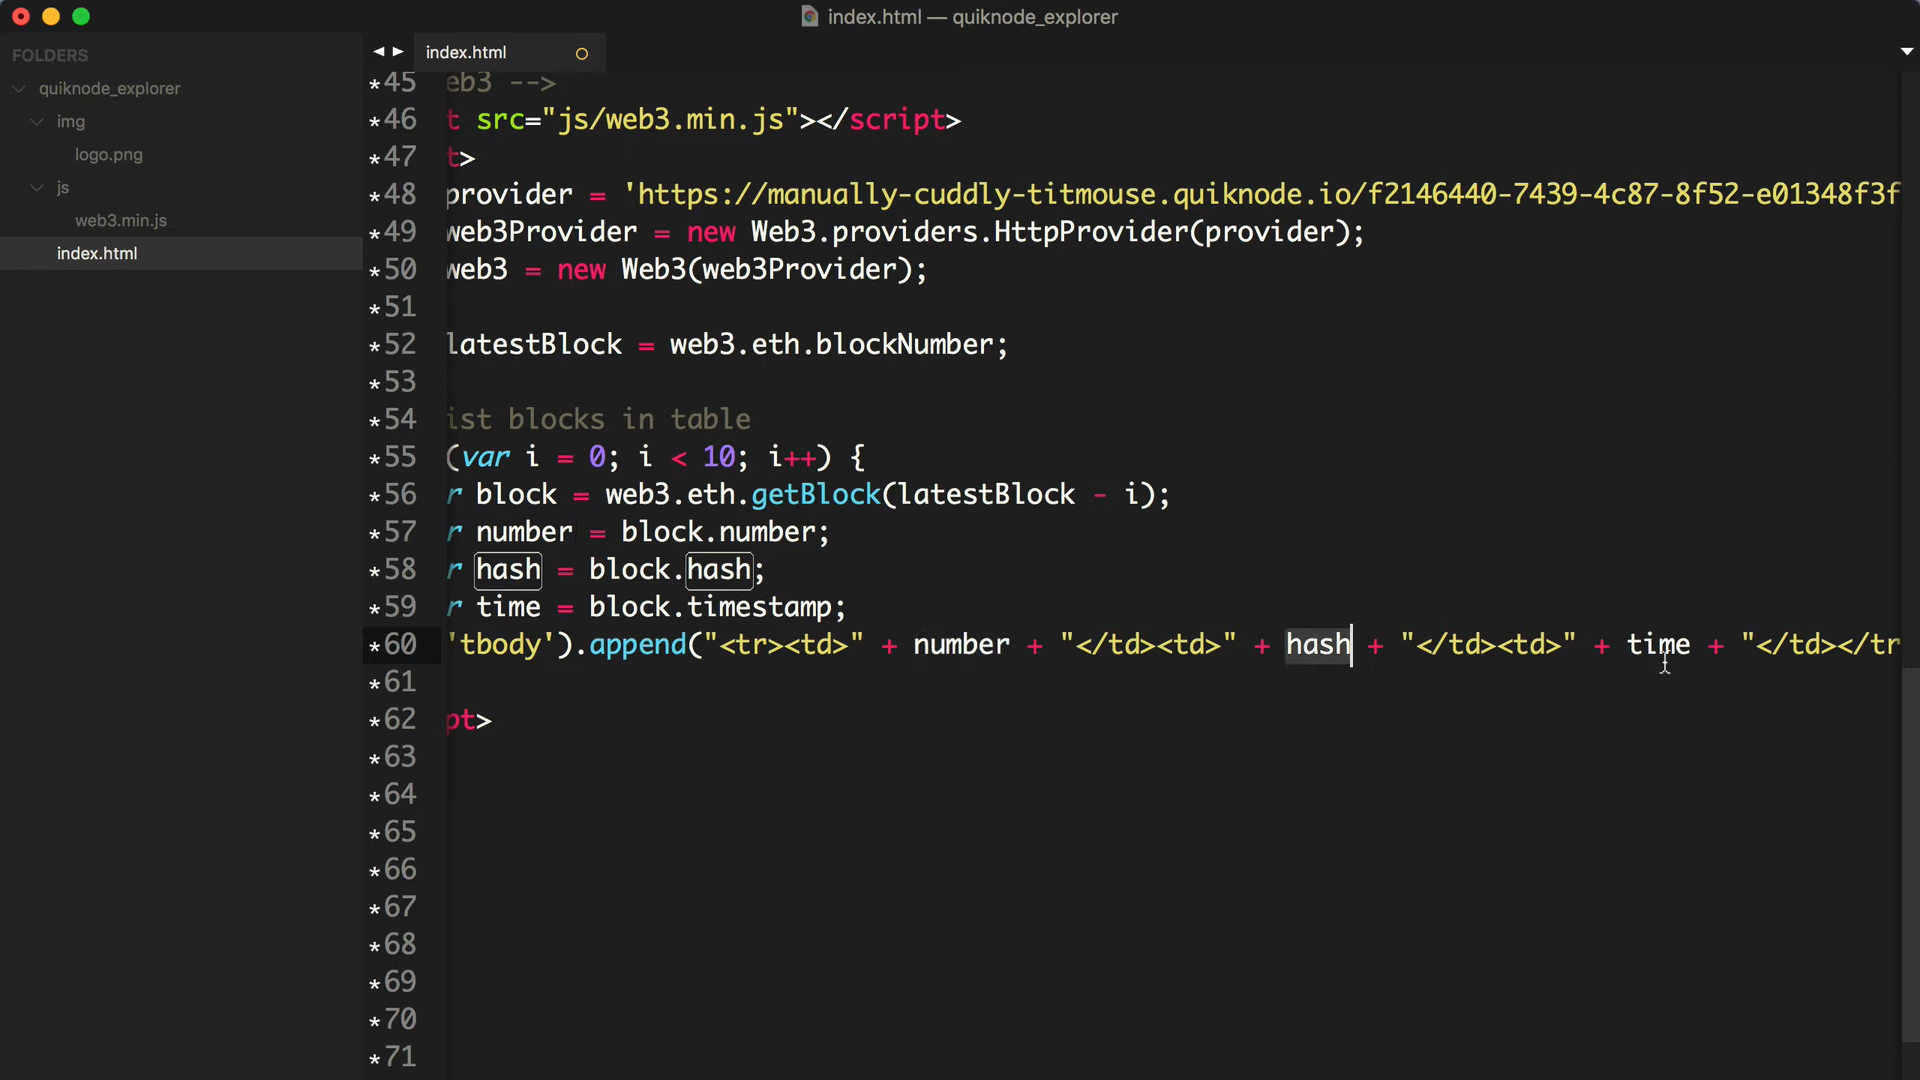 index.html — quiknode_explorer
FOLDERS
quiknode_explorer
img
logo.png
js
web3.min.js
index.html
index.html
*45 eb3 -->
*46 t src="js/web3.min.js"></script>
*47 t>
*48 provider = 'https://manually-cuddly-titmouse.quiknode.io/f2146440-7439-4c87-8f52-e01348f3f
*49 web3Provider = new Web3.providers.HttpProvider(provider);
*50 web3 = new Web3(web3Provider);
*51
*52 latestBlock = web3.eth.blockNumber;
*53
*54 ist blocks in table
*55 (var i = 0; i < 10; i++) {
*56 r block = web3.eth.getBlock(latestBlock - i);
*57 r number = block.number;
*58 r hash = block.hash;
*59 r time = block.timestamp;
*60 'tbody').append("<tr><td>" + number + "</td><td>" + hash + "</td><td>" + time + "</td></tr
*61
*62 pt>
*63
*64
*65
*66
*67
*68
*69
*70
*71